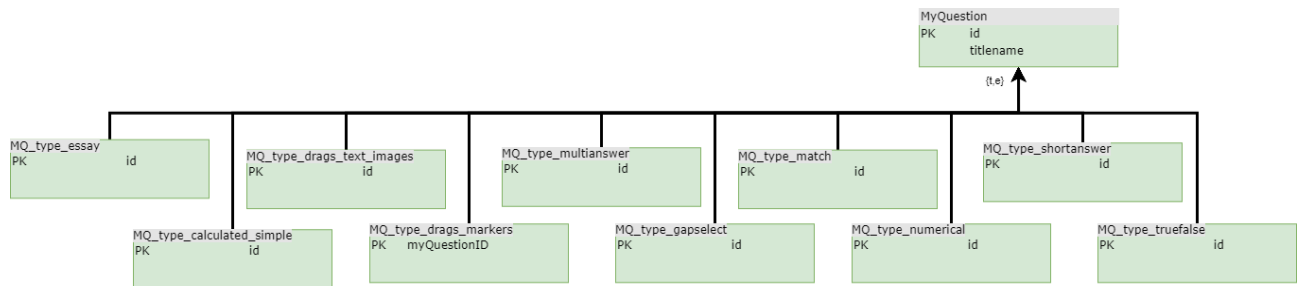 MyQuestion
PK id
titlename
{t,e}
MQ_type_essay
PK id
MQ_type_drags_text_images
PK id
MQ_type_multianswer
PK id
MQ_type_match
PK id
MQ_type_shortanswer
PK id
MQ_type_calculated_simple
PK id
MQ_type_drags_markers
PK myQuestionID
MQ_type_gapselect
PK id
MQ_type_numerical
PK id
MQ_type_truefalse
PK id